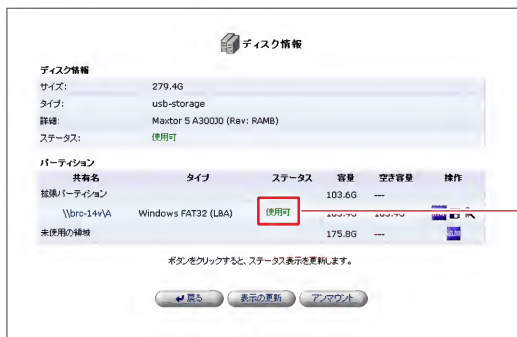 ディスク情報
ディスク情報
サイズ: 279.4G
タイプ: usb-storage
詳細: Maxtor 5 A300J0 (Rev: RAMB)
ステータス: 使用可
パーティション
共有名 タイプ ステータス 容量 空き容量 操作
拡張パーティション 103.6G ---
\\brc-14v\A Windows FAT32 (LBA) 使用可 103.4G 103.4G
未使用の領域 175.8G --- 追加
ボタンをクリックすると、ステータス表示を更新します。
戻る 表示の更新 アンマウント